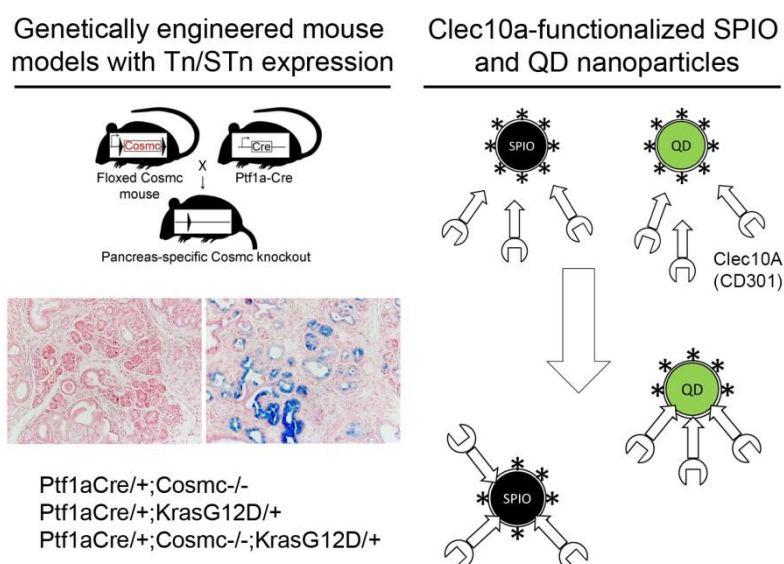 Genetically engineered mouse
models with Tn/STn expression
Cosmc
Cre
Floxed Cosmc
mouse
X
Ptf1a-Cre
Pancreas-specific Cosmc knockout
Ptf1aCre/+;Cosmc-/-
Ptf1aCre/+;KrasG12D/+
Ptf1aCre/+;Cosmc-/-;KrasG12D/+
Clec10a-functionalized SPIO
and QD nanoparticles
SPIO
QD
Clec10A
(CD301)
QD
SPIO